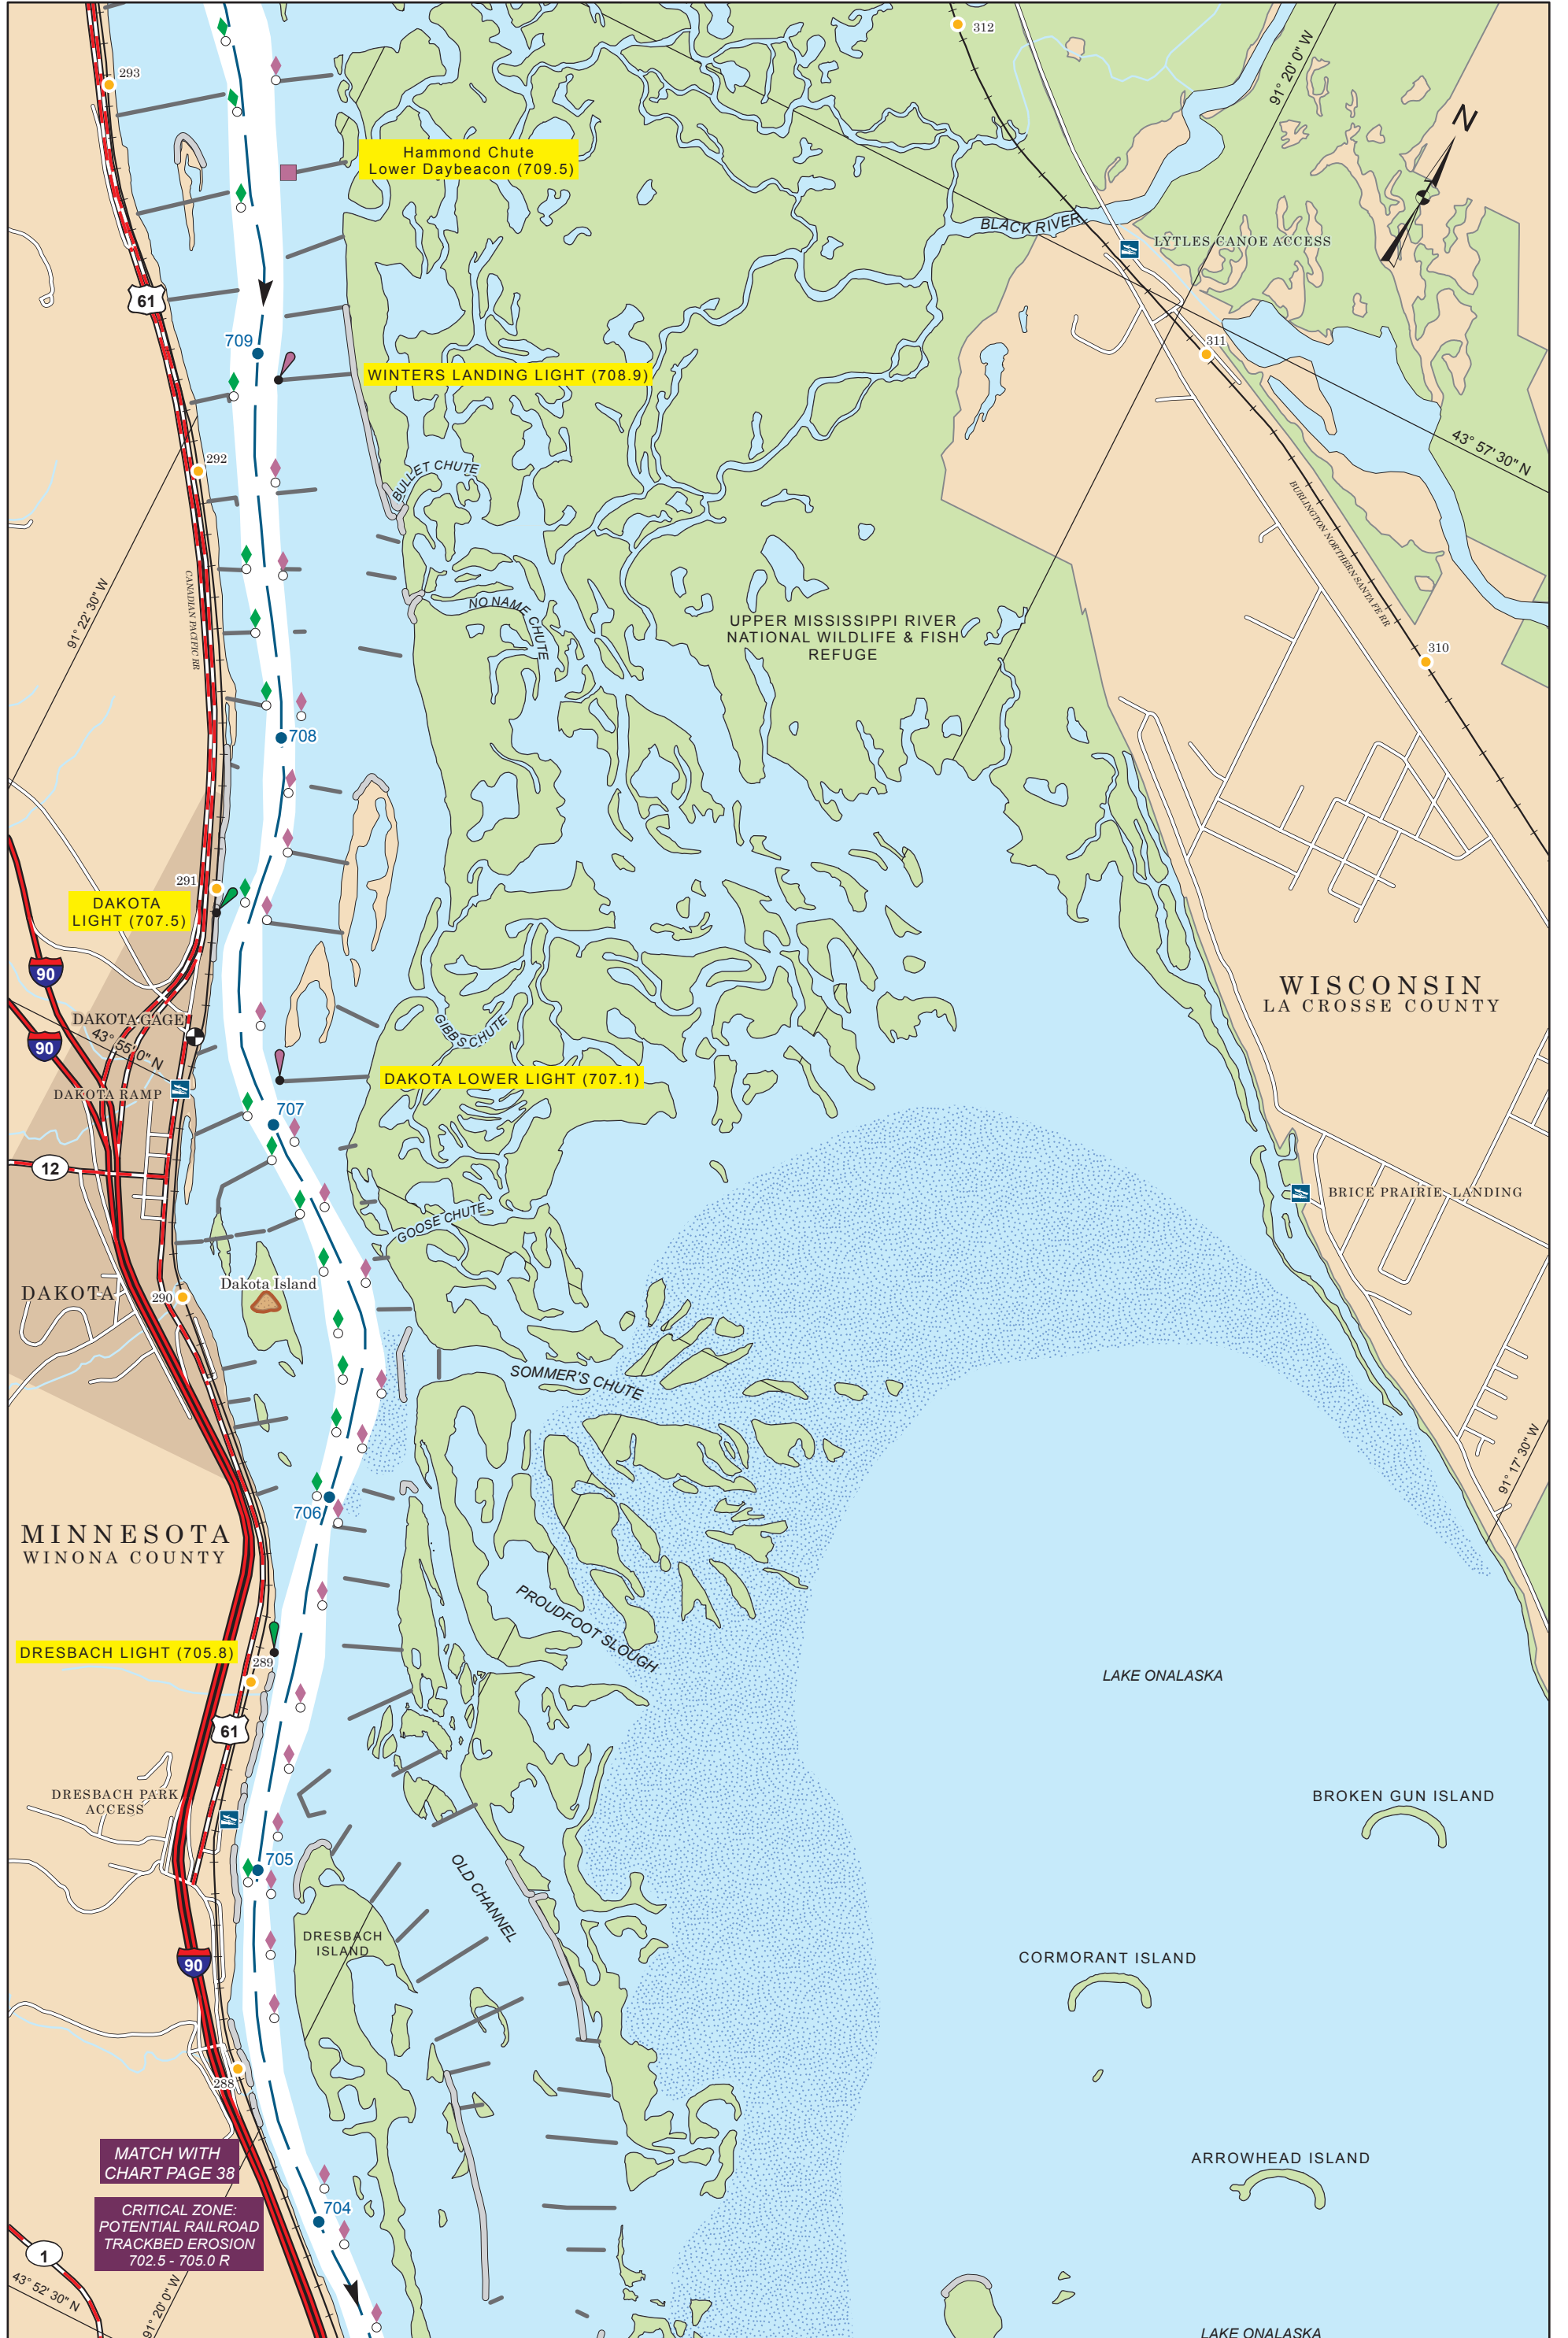 312
293
91° 20' 0" W
N
Hammond Chute
Lower Daybeacon (709.5)
BLACK RIVER
LYTLES CANOE ACCESS
61
709
311
WINTERS LANDING LIGHT (708.9)
43° 57' 30" N
292
BULLET CHUTE
BURLINGTON NORTHERN SANTA FE RR
CANADIAN PACIFIC RR
91° 22' 30" W
NO NAME CHUTE
UPPER MISSISSIPPI RIVER
NATIONAL WILDLIFE & FISH
REFUGE
310
708
291
DAKOTA
LIGHT (707.5)
90
WISCONSIN
LA CROSSE COUNTY
DAKOTA GAGE
GIBB'S CHUTE
90
43° 55' 0" N
DAKOTA LOWER LIGHT (707.1)
DAKOTA RAMP
707
12
BRICE PRAIRIE LANDING
GOOSE CHUTE
Dakota Island
DAKOTA
290
SOMMER'S CHUTE
91° 17' 30" W
706
MINNESOTA
WINONA COUNTY
PROUDFOOT SLOUGH
DRESBACH LIGHT (705.8)
289
LAKE ONALASKA
61
DRESBACH PARK
ACCESS
BROKEN GUN ISLAND
705
OLD CHANNEL
DRESBACH
ISLAND
CORMORANT ISLAND
90
288
MATCH WITH
CHART PAGE 38
ARROWHEAD ISLAND
CRITICAL ZONE:
POTENTIAL RAILROAD
TRACKBED EROSION
702.5 - 705.0 R
704
1
43° 52' 30" N
91° 20' 0" W
LAKE ONALASKA